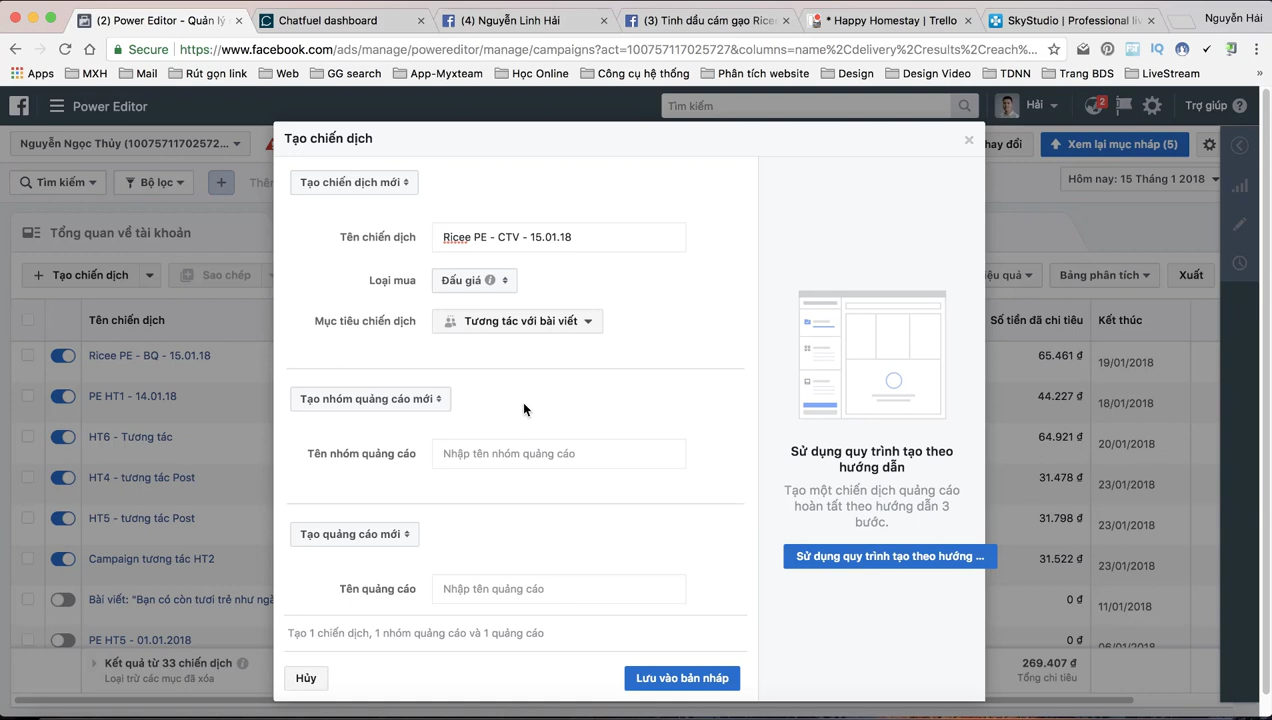 (2) Power Editor - Quản lý
Chatfuel dashboard
(4) Nguyễn Linh Hải
(3) Tinh dầu cám gạo Rice
* Happy Homestay | Trello
SkyStudio | Professional liv
Nguyễn Hải
Secure
https://www.facebook.com/ads/manage/powereditor/manage/campaigns?act=100757117025727&columns=name%2Cdelivery%2Cresults%2Creach%...
Apps
MXH
Mail
Rút gọn link
Web
GG search
App-Myxteam
Học Online
Công cụ hệ thống
Phân tích website
Design
Design Video
TDNN
Trang BDS
LiveStream
»
Power Editor
Tìm kiếm
Hải
2
Trợ giúp
Nguyễn Ngọc Thủy (10075711702572...
hay đổi
Xem lại mục nháp (5)
Tìm kiếm
Bộ lọc
+
Thê
Hôm nay: 15 Tháng 1 2018
Tổng quan về tài khoản
+ Tạo chiến dịch
Sao chép
iệu quả
Bảng phân tích
Xuất
Tên chiến dịch
Số tiền đã chi tiêu
Kết thúc
Ricee PE - BQ - 15.01.18
65.461 ₫
19/01/2018
PE HT1 - 14.01.18
44.227 ₫
18/01/2018
HT6 - Tương tác
64.921 ₫
20/01/2018
HT4 - tương tác Post
31.478 ₫
23/01/2018
HT5 - tương tác Post
31.798 ₫
23/01/2018
Campaign tương tác HT2
31.522 ₫
23/01/2018
Bài viết: "Bạn có còn tươi trẻ như ngà
0 ₫
11/01/2018
PE HT5 - 01.01.2018
0 ₫
06/01/2018
Kết quả từ 33 chiến dịch
Loại trừ các mục đã xóa
269.407 ₫
Tổng chi tiêu
Tạo chiến dịch
×
Tạo chiến dịch mới
Tên chiến dịch
Ricee PE - CTV - 15.01.18
Loại mua
Đấu giá
Mục tiêu chiến dịch
Tương tác với bài viết
Tạo nhóm quảng cáo mới
Tên nhóm quảng cáo
Nhập tên nhóm quảng cáo
Tạo quảng cáo mới
Tên quảng cáo
Nhập tên quảng cáo
Tạo 1 chiến dịch, 1 nhóm quảng cáo và 1 quảng cáo
Hủy
Lưu vào bản nháp
Sử dụng quy trình tạo theo
hướng dẫn
Tạo một chiến dịch quảng cáo
hoàn tất theo hướng dẫn 3
bước.
Sử dụng quy trình tạo theo hướng ...